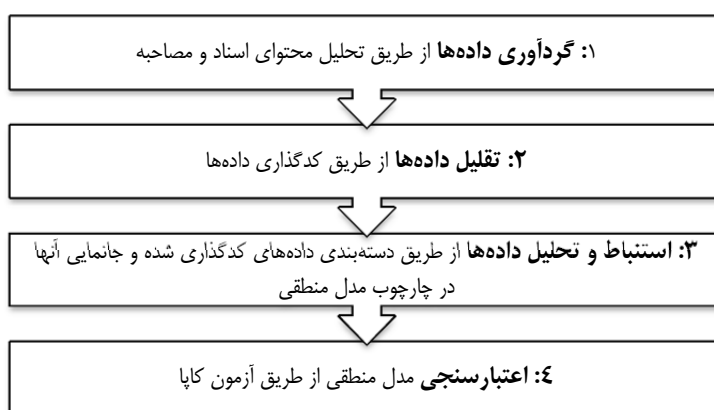 ۱: گردآوری داده‌ها از طریق تحلیل محتوای اسناد و مصاحبه
۲: تقلیل داده‌ها از طریق کدگذاری داده‌ها
۳: استنباط و تحلیل داده‌ها از طریق دسته‌بندی داده‌های کدگذاری شده و جانمایی آنها
در چارچوب مدل منطقی
٤: اعتبارسنجی مدل منطقی از طریق آزمون کاپا